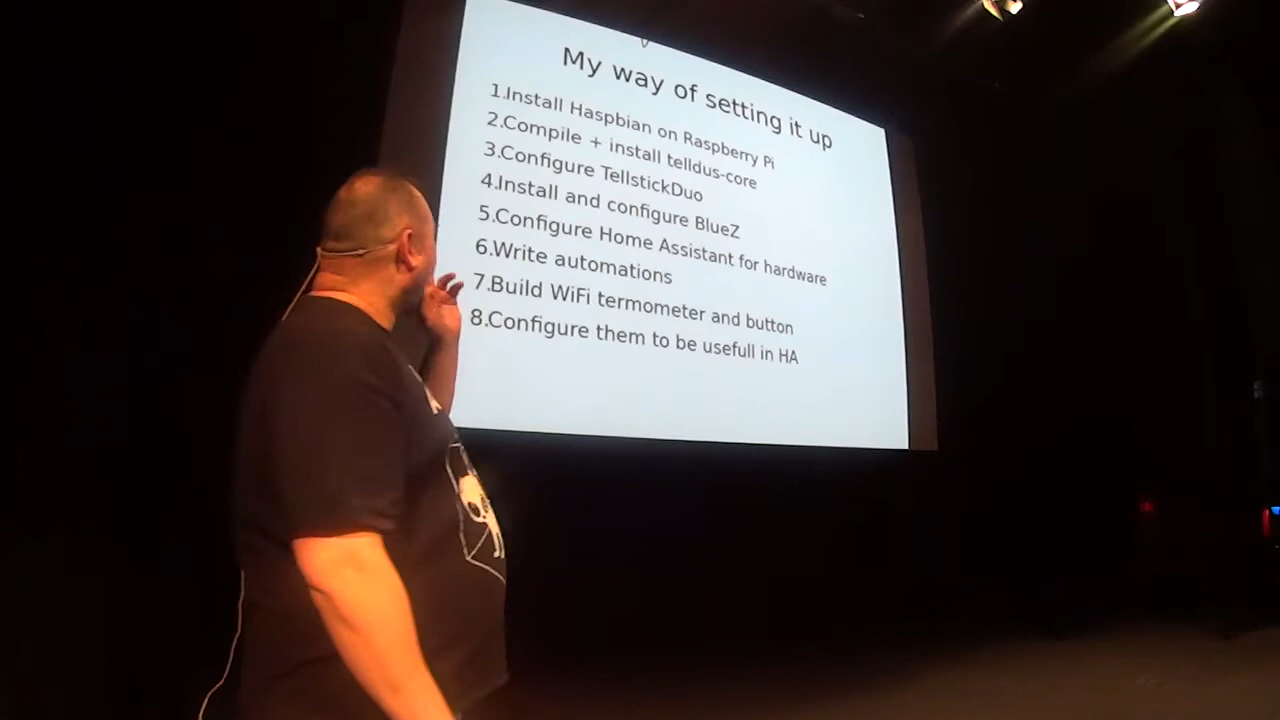 My way of setting it up
1.Install Haspbian on Raspberry Pi
2.Compile + install telldus-core
3.Configure TellstickDuo
4.Install and configure BlueZ
5.Configure Home Assistant for hardware
6.Write automations
7.Build WiFi termometer and button
8.Configure them to be usefull in HA